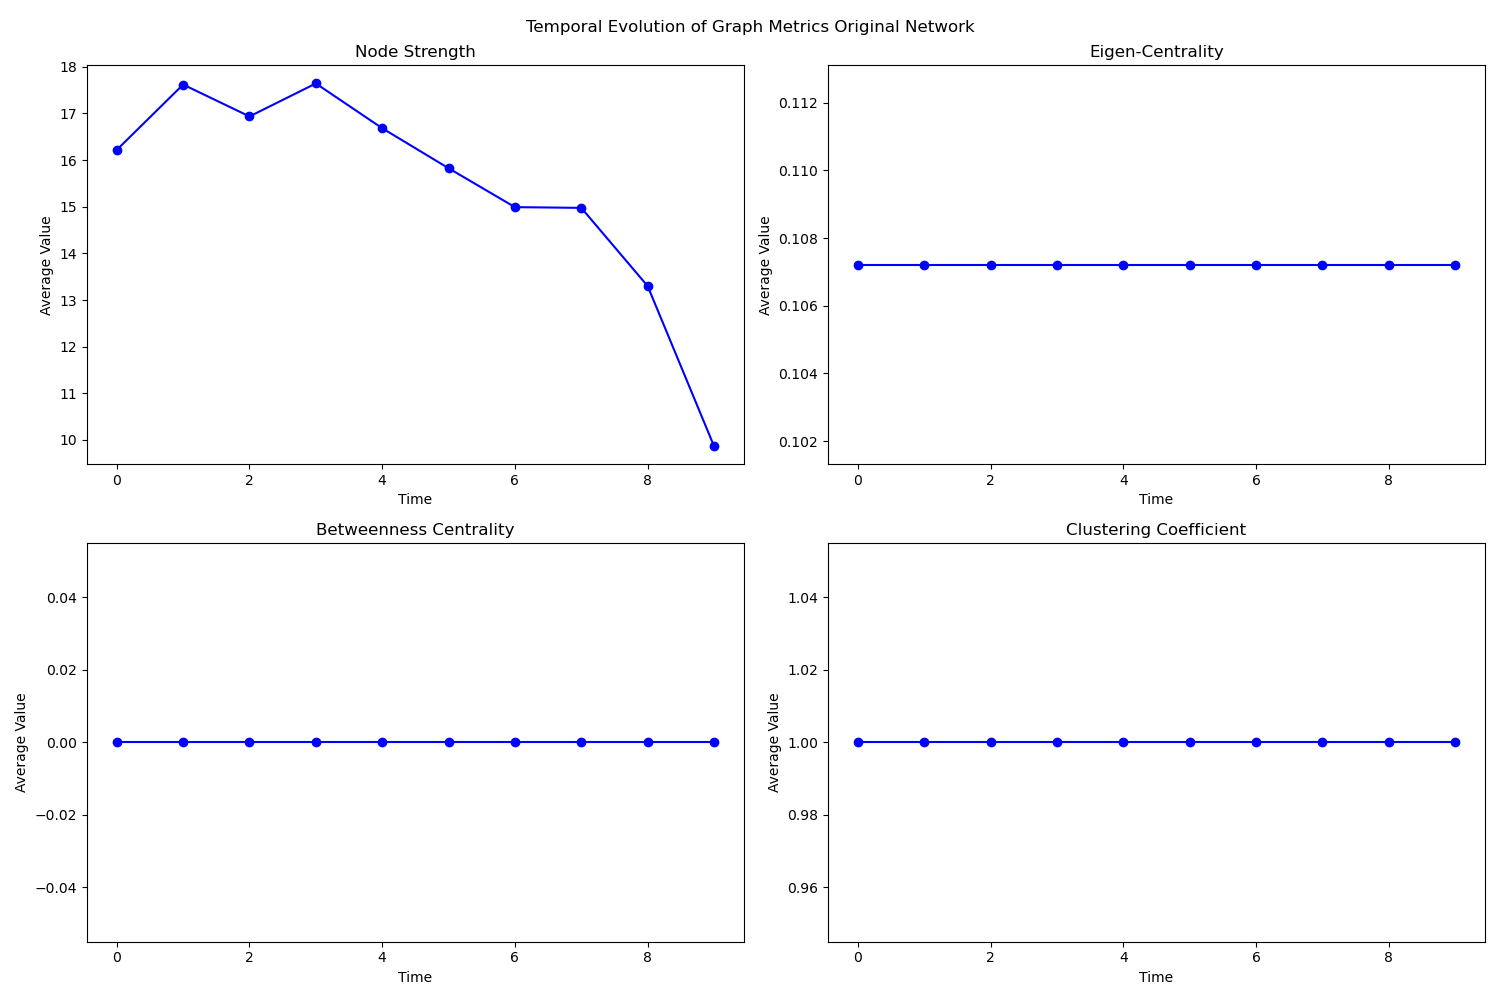 Temporal Evolution of Graph Metrics Original Network
Node Strength
18
17
16
15
14
13
12
11
10
Average Value
0 2 4 6 8
Time
Eigen-Centrality
0.112
0.110
0.108
0.106
0.104
0.102
Average Value
0 2 4 6 8
Time
Betweenness Centrality
0.04
0.02
0.00
−0.02
−0.04
Average Value
0 2 4 6 8
Time
Clustering Coefficient
1.04
1.02
1.00
0.98
0.96
Average Value
0 2 4 6 8
Time